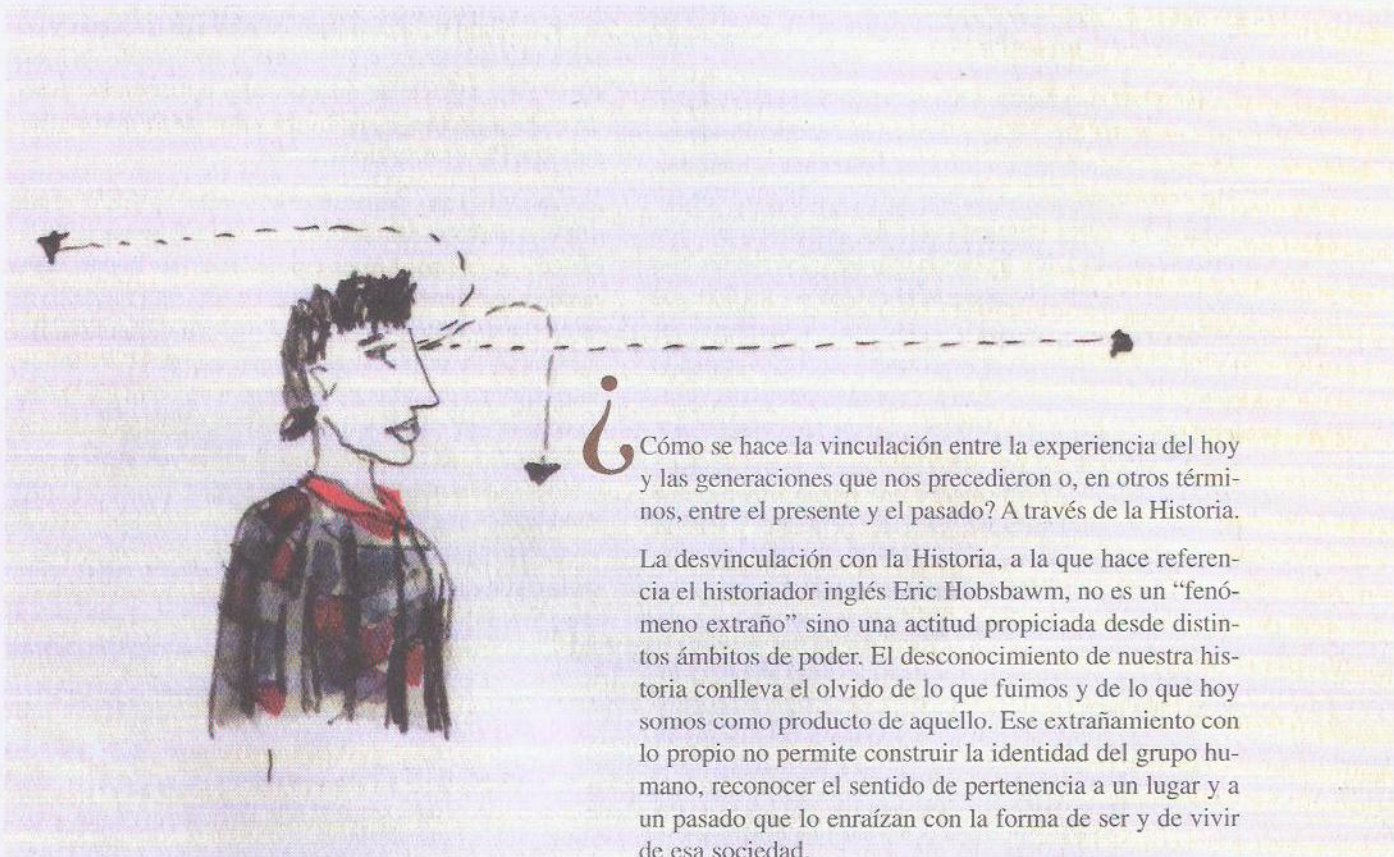 ¿Cómo se hace la vinculación entre la experiencia del hoy
y las generaciones que nos precedieron o, en otros térmi-
nos, entre el presente y el pasado? A través de la Historia.
La desvinculación con la Historia, a la que hace referen-
cia el historiador inglés Eric Hobsbawm, no es un “fenó-
meno extraño” sino una actitud propiciada desde distin-
tos ámbitos de poder. El desconocimiento de nuestra his-
toria conlleva el olvido de lo que fuimos y de lo que hoy
somos como producto de aquello. Ese extrañamiento con
lo propio no permite construir la identidad del grupo hu-
mano, reconocer el sentido de pertenencia a un lugar y a
un pasado que lo enraízan con la forma de ser y de vivir
de esa sociedad.